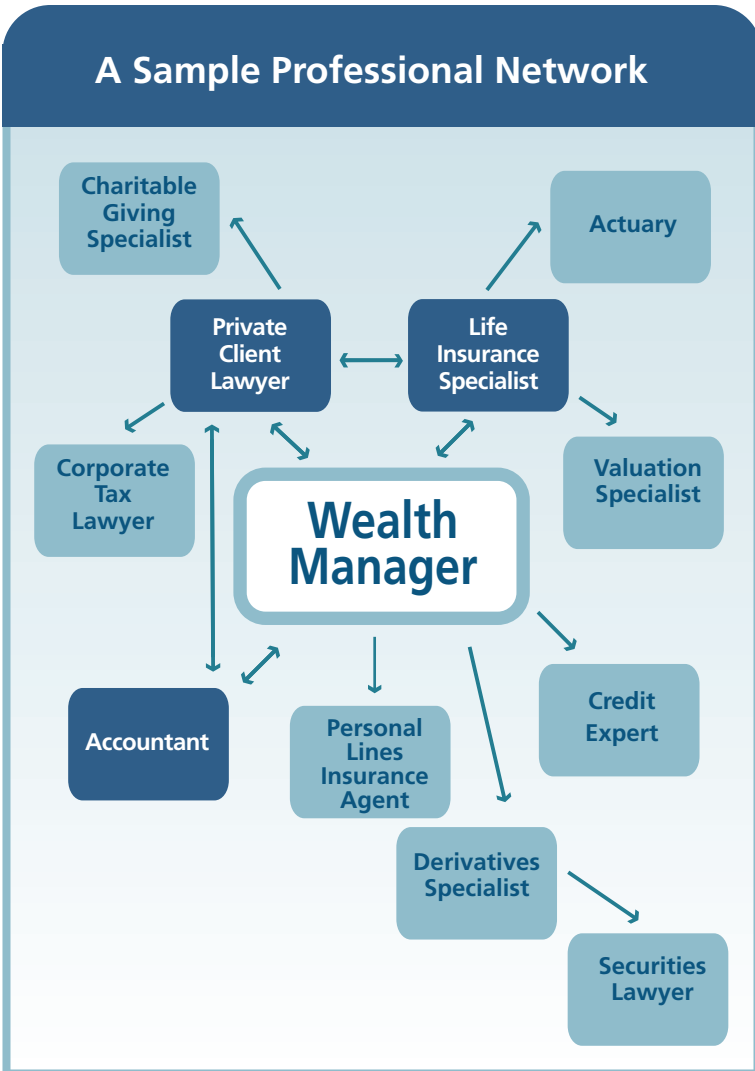 A Sample Professional Network
Charitable
Giving
Specialist
Actuary
Private
Client
Lawyer
Life
Insurance
Specialist
Corporate
Tax
Lawyer
Valuation
Specialist
Wealth
Manager
Accountant
Personal
Lines
Insurance
Agent
Credit
Expert
Derivatives
Specialist
Securities
Lawyer